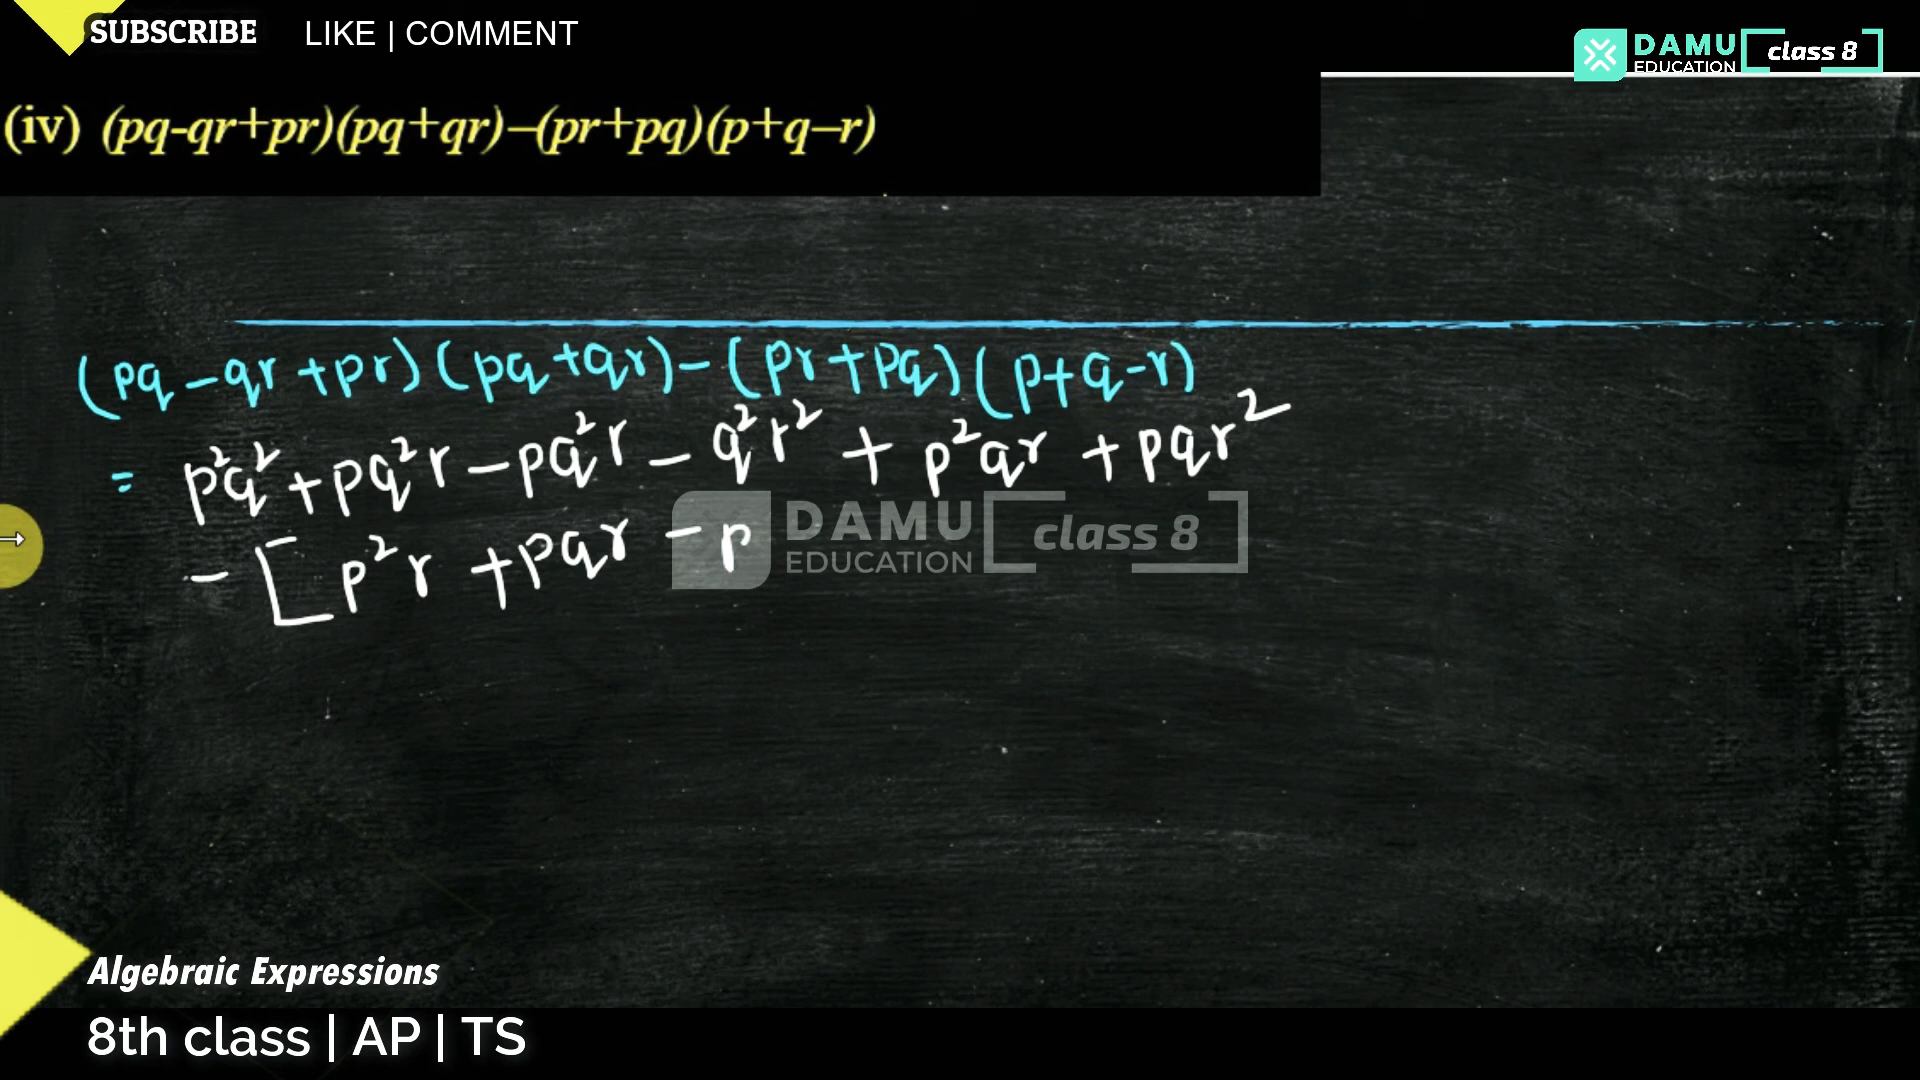 SUBSCRIBE LIKE | COMMENT
DAMU EDUCATION class 8
(iv) (pq-qr+pr)(pq+qr)–(pr+pq)(p+q–r)
(pq – qr + pr) (pq + qr) – (pr + pq) (p + q – r)
= p²q² + pq²r – pq²r – q²r² + p²qr + pqr²
– [ p²r + pqr – p
DAMU EDUCATION class 8
Algebraic Expressions
8th class | AP | TS